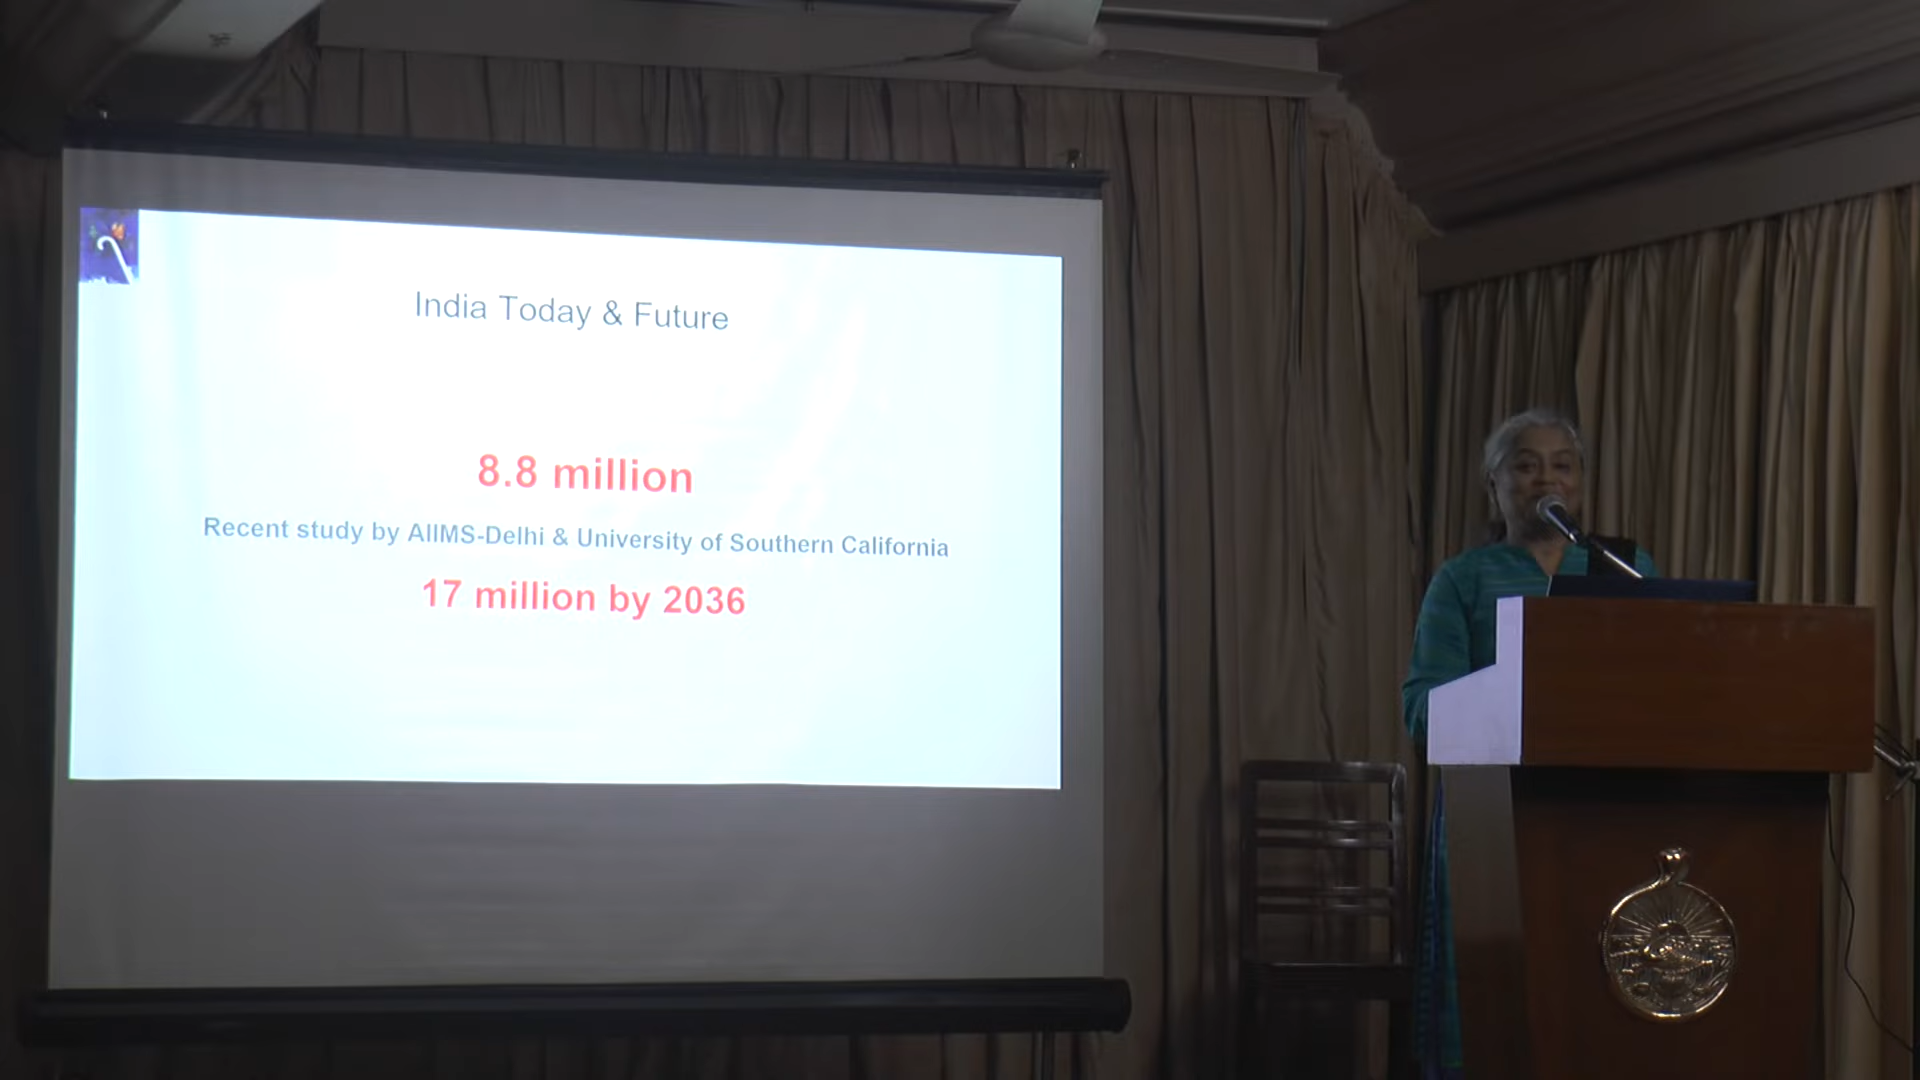 India Today & Future
8.8 million
Recent study by AIIMS-Delhi & University of Southern California
17 million by 2036